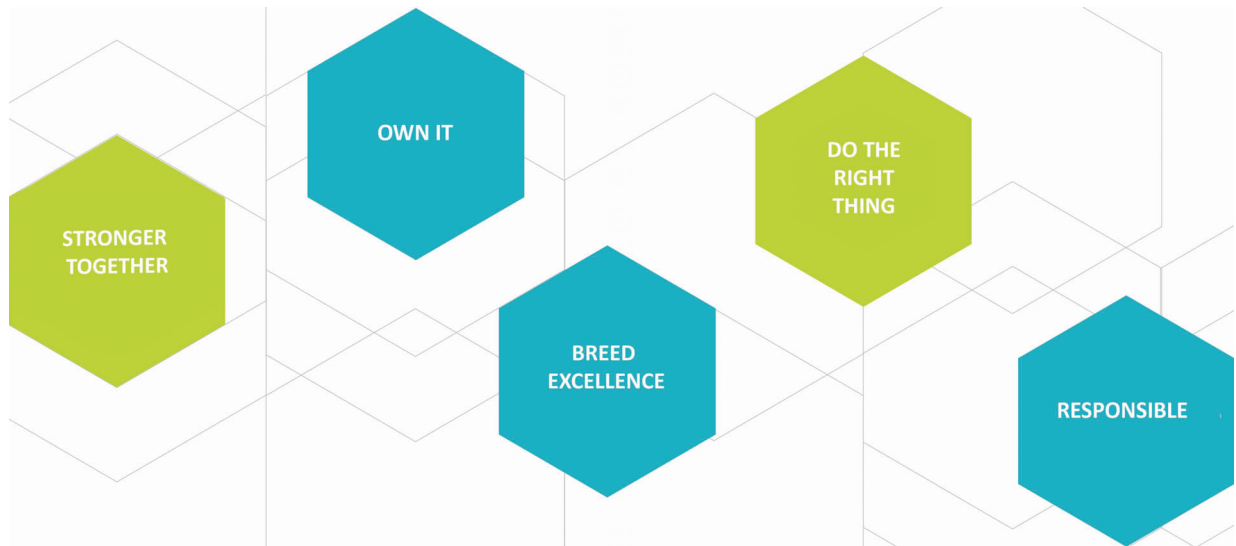 STRONGER
TOGETHER
OWN IT
BREED
EXCELLENCE
DO THE
RIGHT
THING
RESPONSIBLE